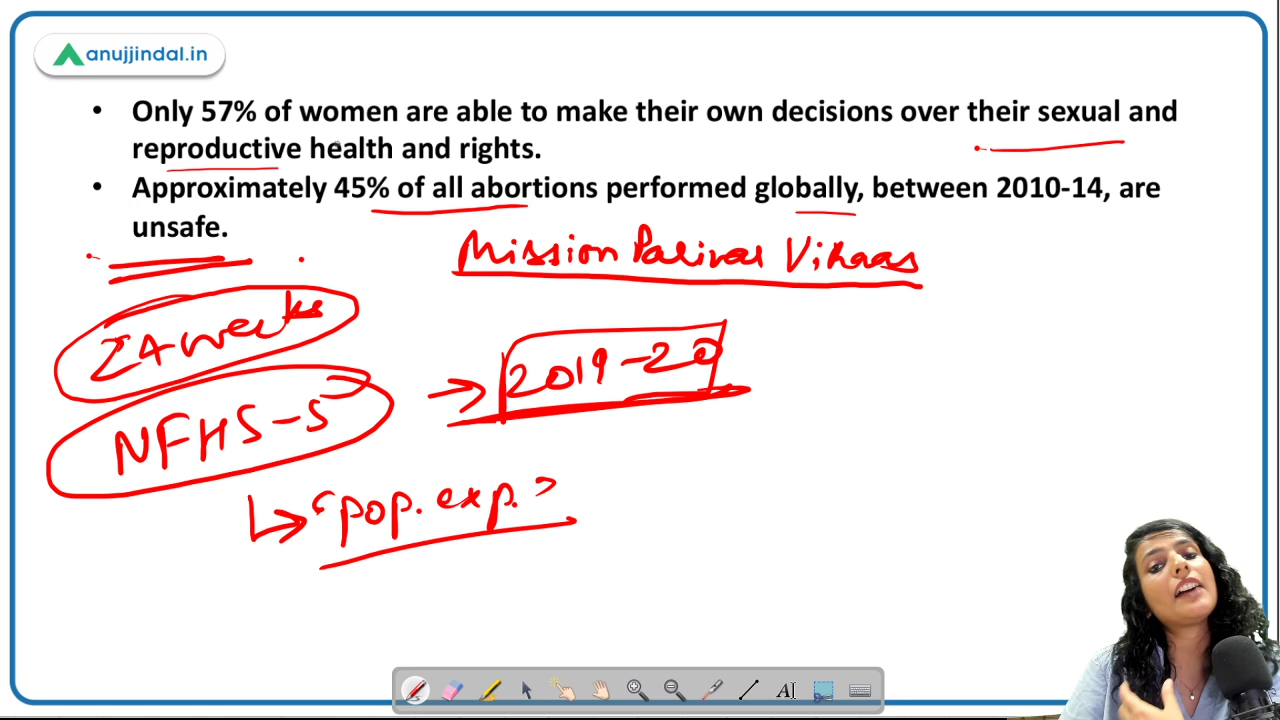 anujjindal.in
• Only 57% of women are able to make their own decisions over their sexual and
reproductive health and rights.
• Approximately 45% of all abortions performed globally, between 2010-14, are
unsafe.
Mission Parivar Vikaas
24 weeks
2019-20
NFHS-5
"pop. exp."
AI